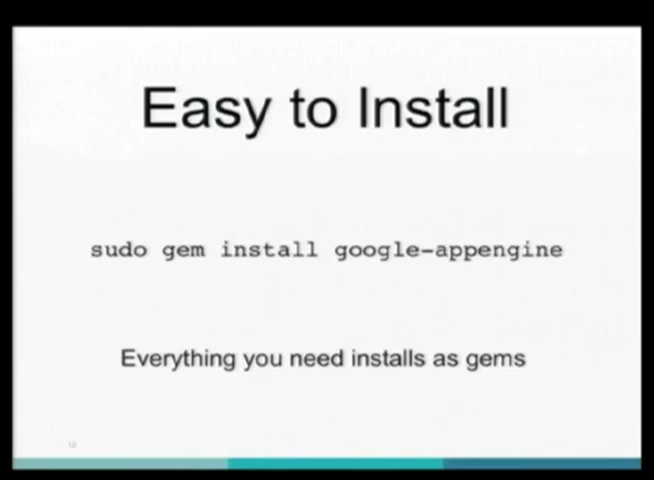 Easy to Install
sudo gem install google-appengine
Everything you need installs as gems